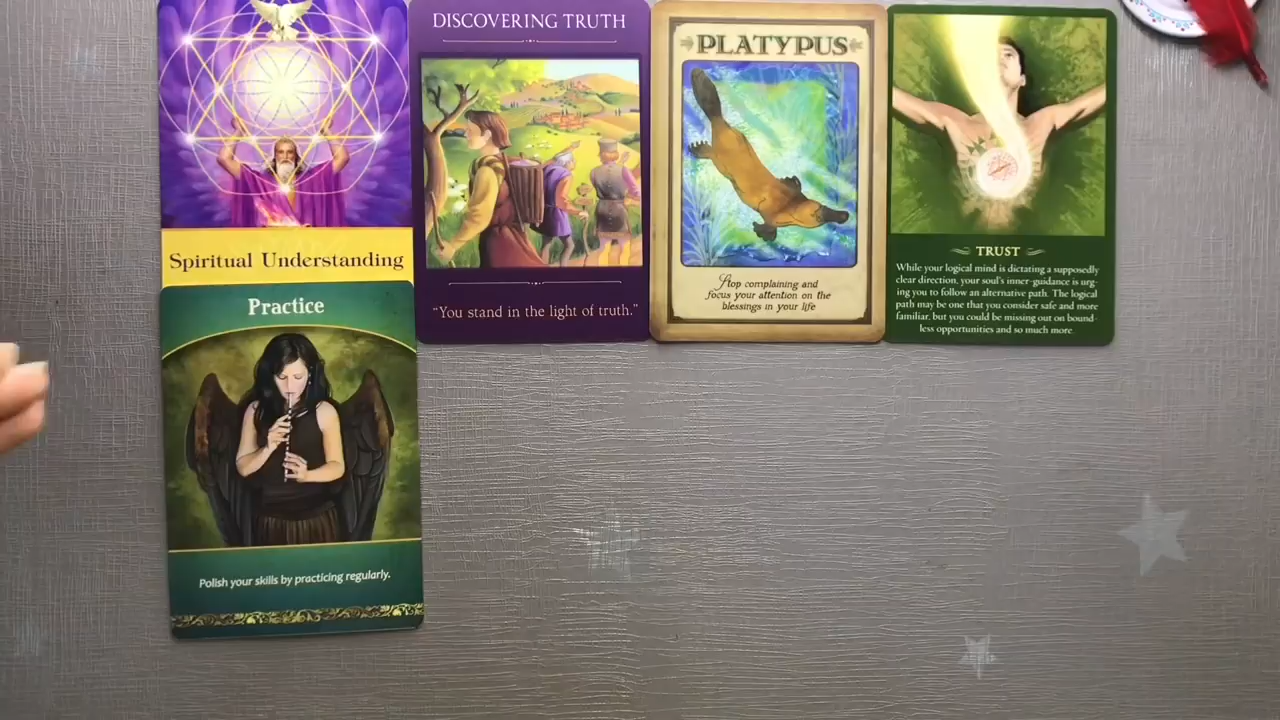 Spiritual Understanding
Practice
Polish your skills by practicing regularly.
DISCOVERING TRUTH
“You stand in the light of truth.”
PLATYPUS
Stop complaining and
focus your attention on the
blessings in your life
TRUST
While your logical mind is dictating a supposedly
clear direction, your soul's inner-guidance is urg-
ing you to follow an alternative path. The logical
path may be one that you consider safe and more
familiar, but you could be missing out on bound-
less opportunities and so much more.